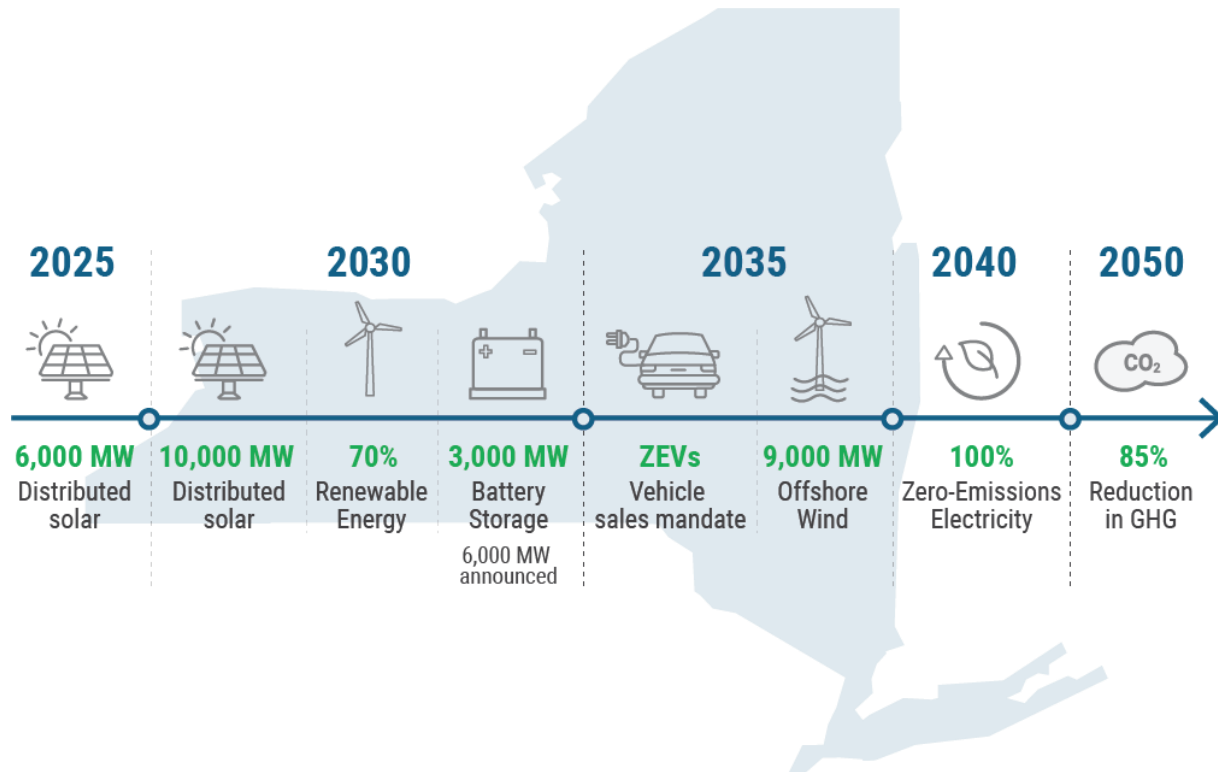 2025
6,000 MW
Distributed
solar
2030
10,000 MW
Distributed
solar
70%
Renewable
Energy
+ -
3,000 MW
Battery
Storage
6,000 MW
announced
2035
ZEVs
Vehicle
sales mandate
9,000 MW
Offshore
Wind
2040
100%
Zero-Emissions
Electricity
2050
CO₂
85%
Reduction
in GHG